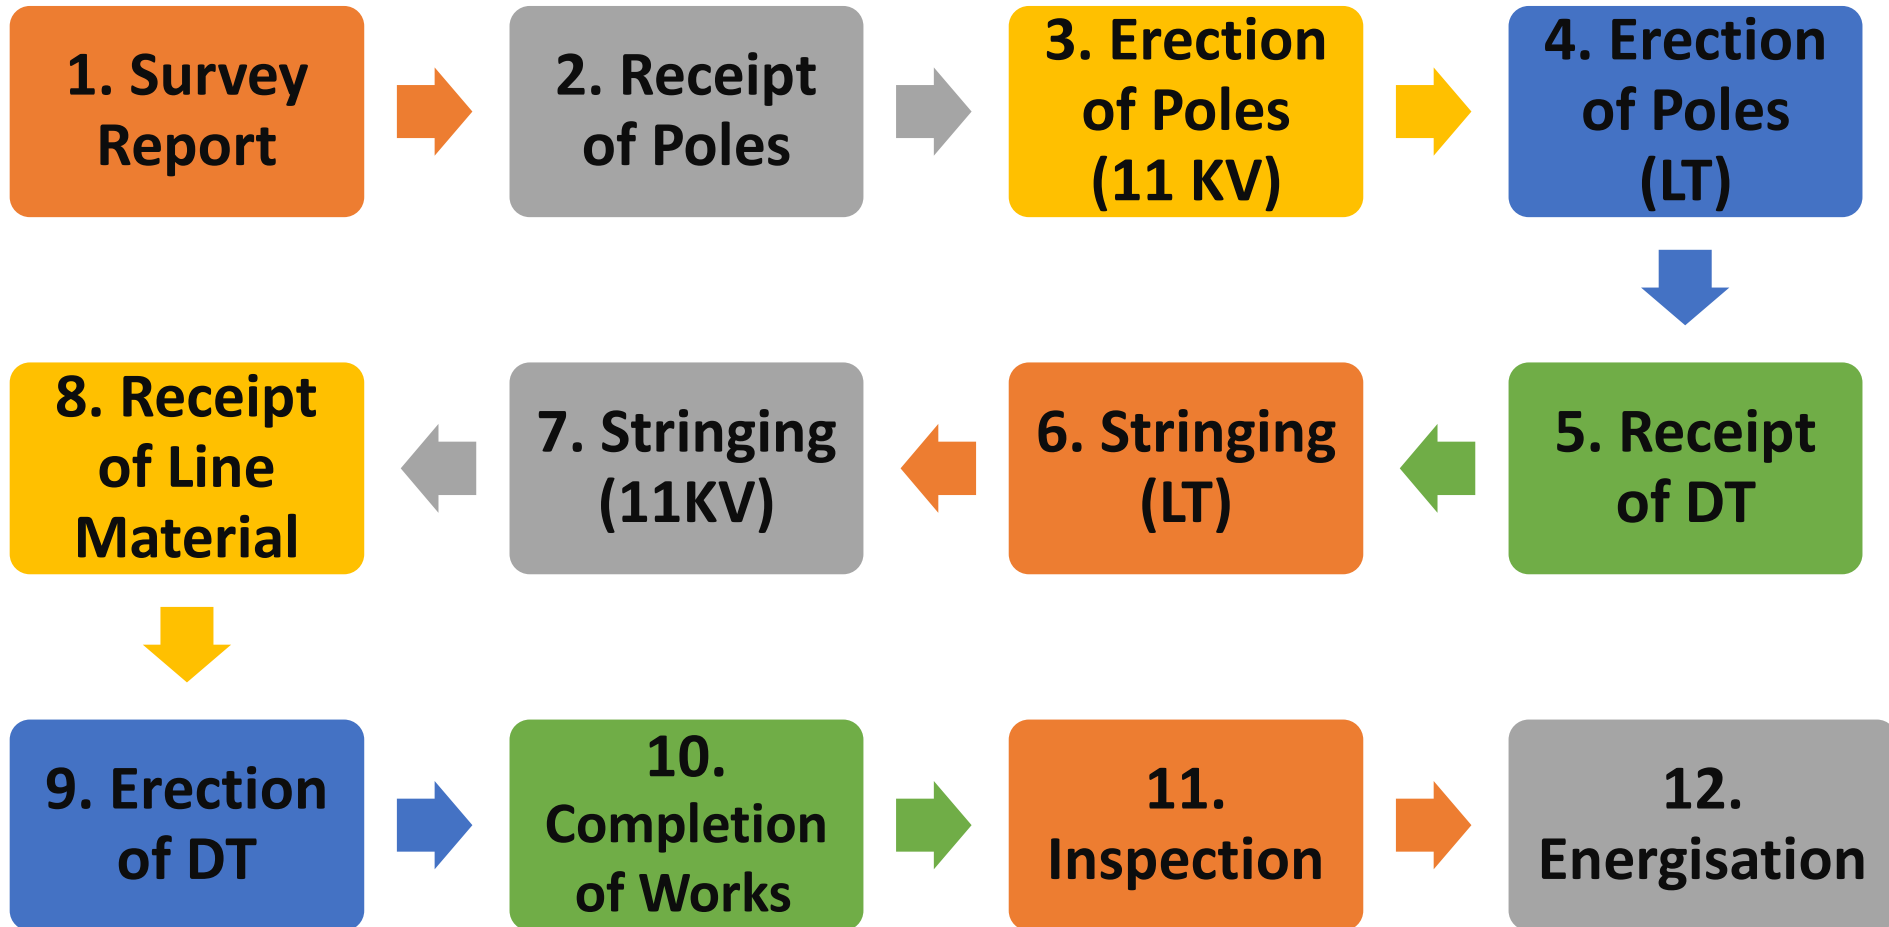 1. Survey
Report
2. Receipt
of Poles
3. Erection
of Poles
(11 KV)
4. Erection
of Poles
(LT)
5. Receipt
of DT
6. Stringing
(LT)
7. Stringing
(11KV)
8. Receipt
of Line
Material
9. Erection
of DT
10.
Completion
of Works
11.
Inspection
12.
Energisation